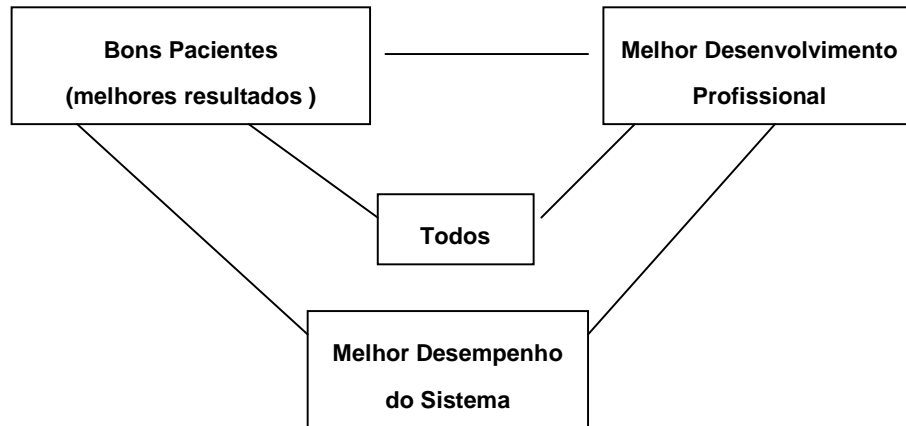 Bons Pacientes
(melhores resultados )
Melhor Desenvolvimento
Profissional
Todos
Melhor Desempenho
do Sistema